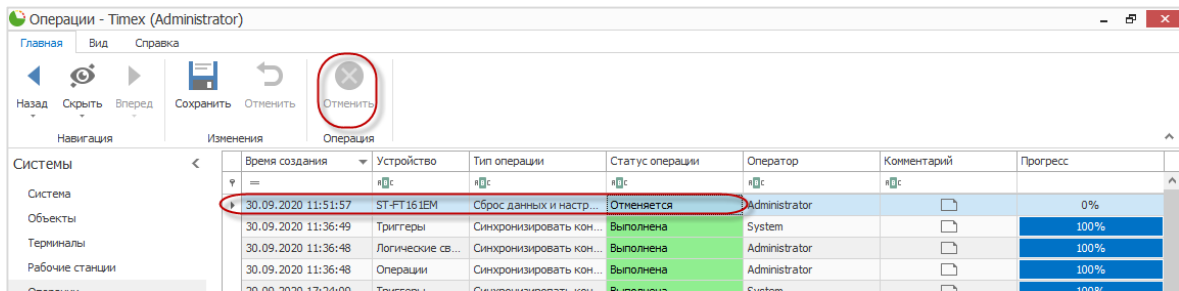 Операции - Timex (Administrator)
Главная Вид Справка
Назад Скрыть Вперед Сохранить Отменить Отменить
Навигация Изменения Операция
Системы
Время создания Устройство Тип операции Статус операции Оператор Комментарий Прогресс
Система
30.09.2020 11:51:57 ST-FT161EM Сброс данных и настр... Отменяется Administrator 0%
Объекты
30.09.2020 11:36:49 Триггеры Синхронизировать кон... Выполнена System 100%
Терминалы
30.09.2020 11:36:48 Логические св... Синхронизировать кон... Выполнена Administrator 100%
Рабочие станции
30.09.2020 11:36:48 Операции Синхронизировать кон... Выполнена Administrator 100%